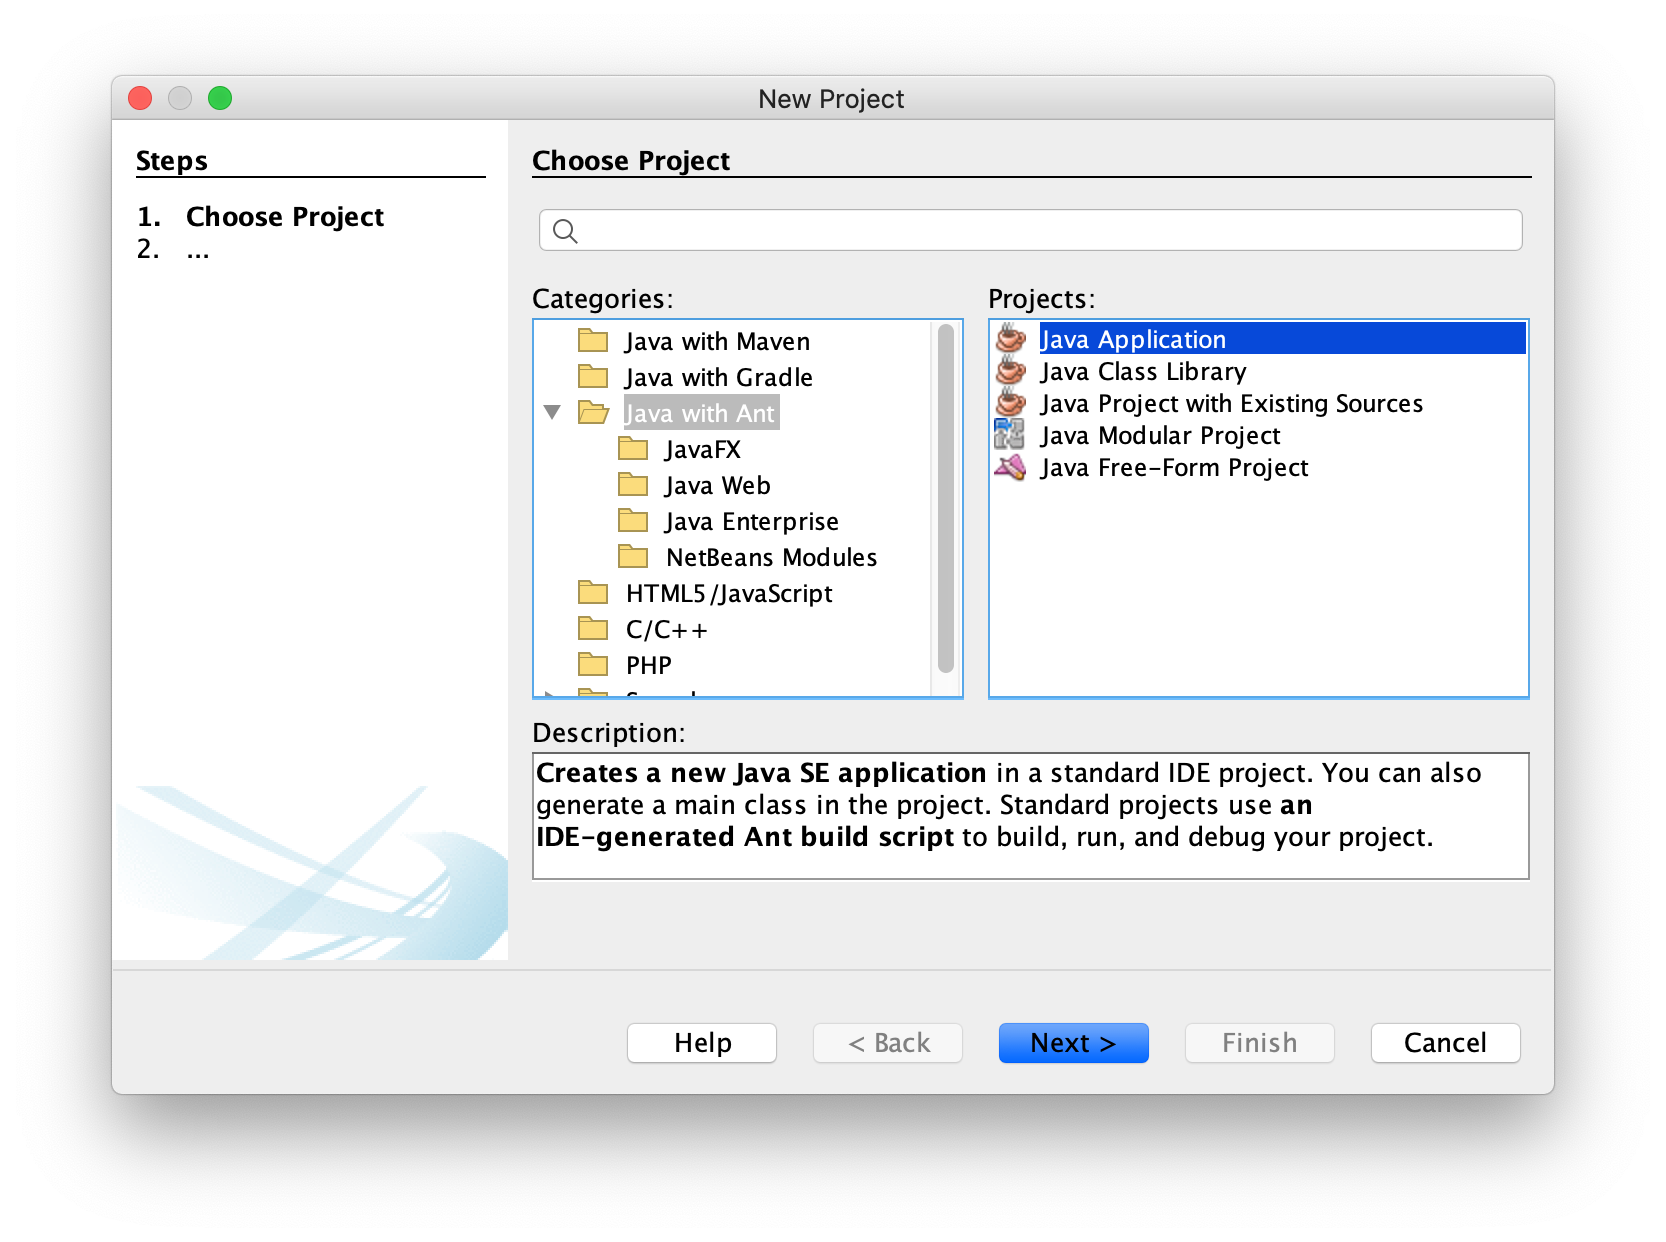 New Project
Steps
1. Choose Project
2. ...
Choose Project
Categories:
Java with Maven
Java with Gradle
Java with Ant
JavaFX
Java Web
Java Enterprise
NetBeans Modules
HTML5/JavaScript
C/C++
PHP
Projects:
Java Application
Java Class Library
Java Project with Existing Sources
Java Modular Project
Java Free-Form Project
Description:
Creates a new Java SE application in a standard IDE project. You can also
generate a main class in the project. Standard projects use an
IDE-generated Ant build script to build, run, and debug your project.
Help
< Back
Next >
Finish
Cancel